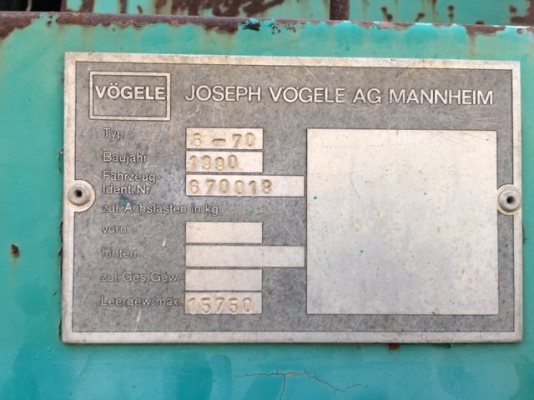 VÖGELE JOSEPH VÖGELE AG MANNHEIM
Typ 6-70
Baujahr 1990
Fahrzeug-
Ident.Nr 670018
zul.Achslasten in kg
vorn
hinten
zul.Ges.Gew.
Leergew.max. 15750